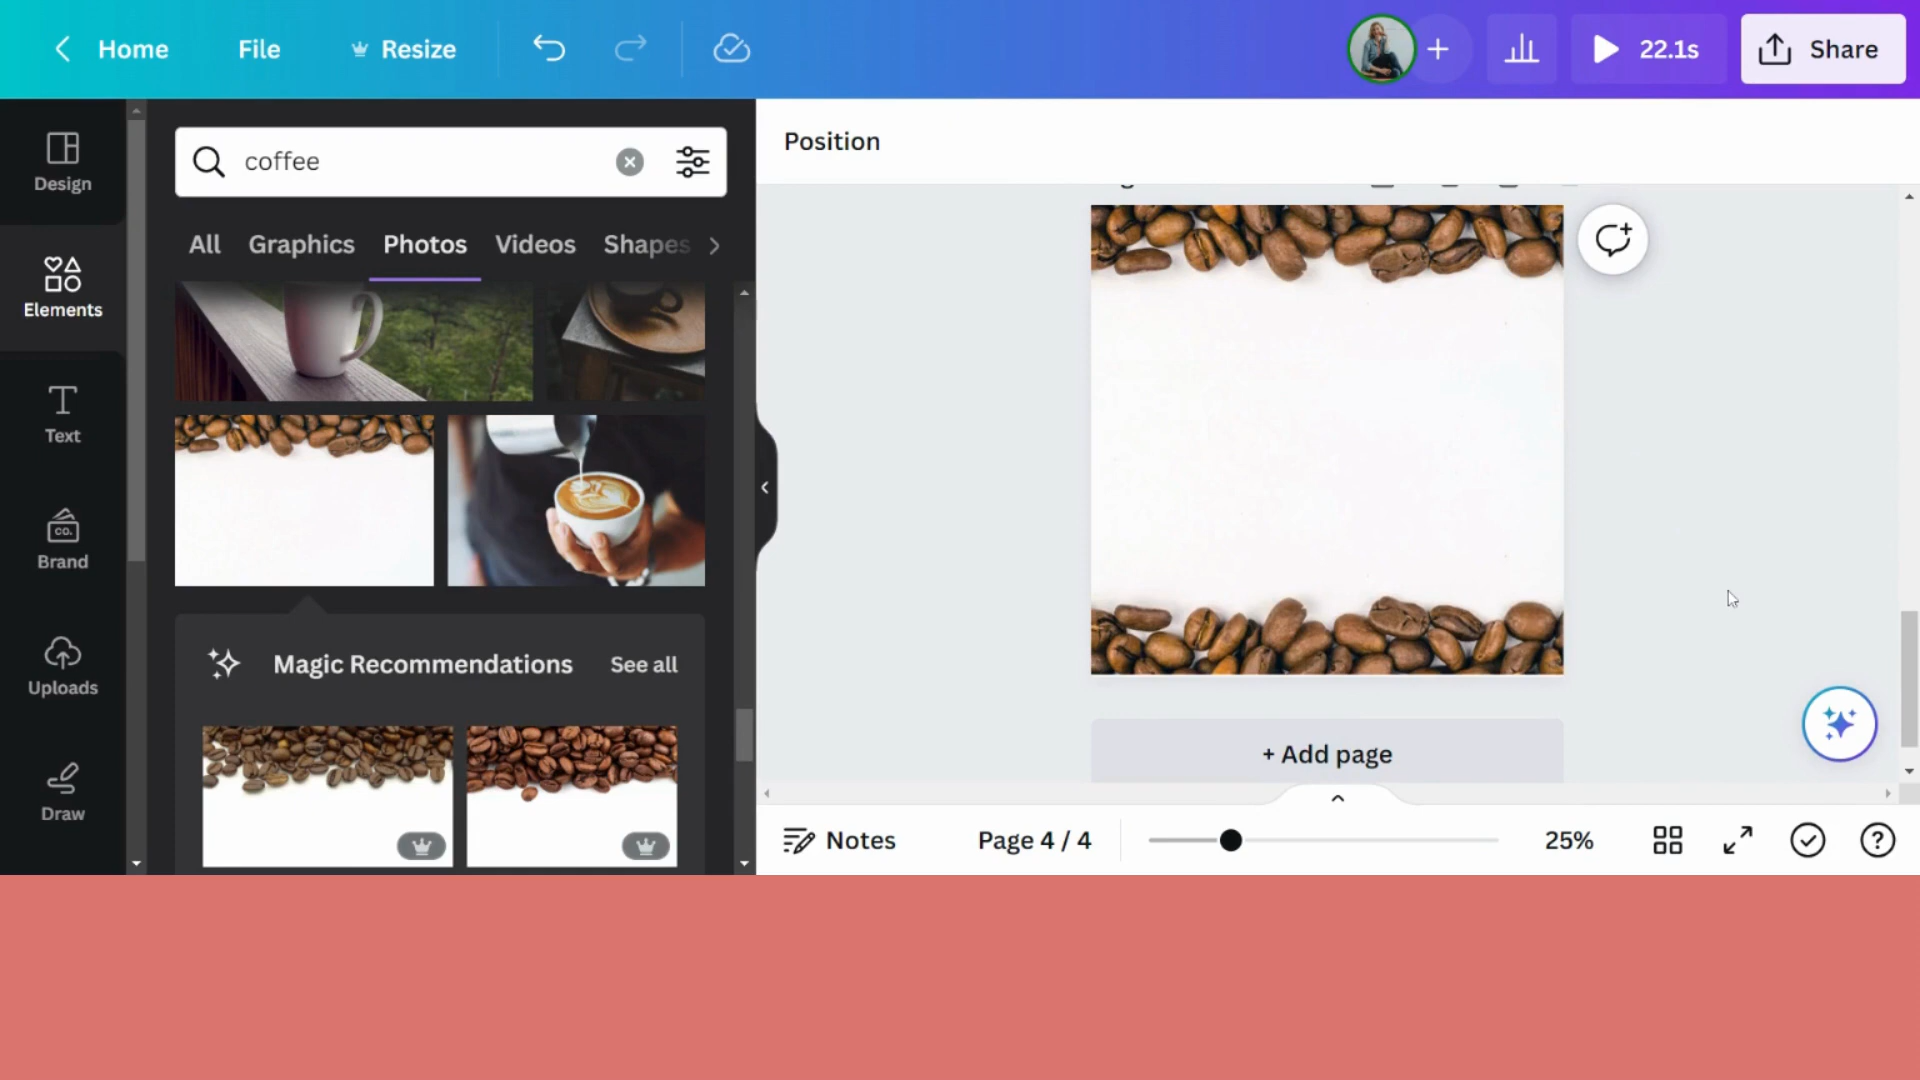 Home
File
Resize
22.1s
Share
Design
Elements
Text
CO.
Brand
Uploads
Draw
coffee
All
Graphics
Photos
Videos
Shapes
Magic Recommendations
See all
Position
+ Add page
Notes
Page 4 / 4
25%